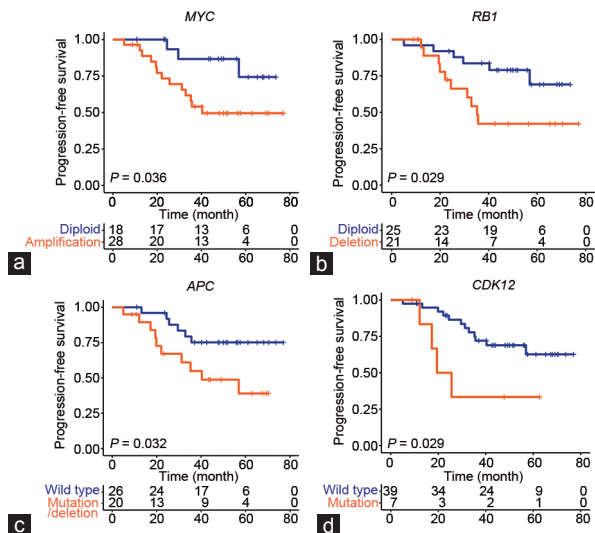 MYC
Progression-free survival
1.00
0.75
0.50
0.25
0.00
P = 0.036
0 20 40 60 80
Time (month)
Diploid 18 17 13 6 0
Amplification 28 20 13 4 0
0 20 40 60 80
a
RB1
Progression-free survival
1.00
0.75
0.50
0.25
0.00
P = 0.029
0 20 40 60 80
Time (month)
Diploid 25 23 19 6 0
Deletion 21 14 7 4 0
0 20 40 60 80
b
APC
Progression-free survival
1.00
0.75
0.50
0.25
0.00
P = 0.032
0 20 40 60 80
Time (month)
Wild type 26 24 17 6 0
Mutation 20 13 9 4 0
/deletion 0 20 40 60 80
c
CDK12
Progression-free survival
1.00
0.75
0.50
0.25
0.00
P = 0.029
0 20 40 60 80
Time (month)
Wild type 39 34 24 9 0
Mutation 7 3 2 1 0
0 20 40 60 80
d